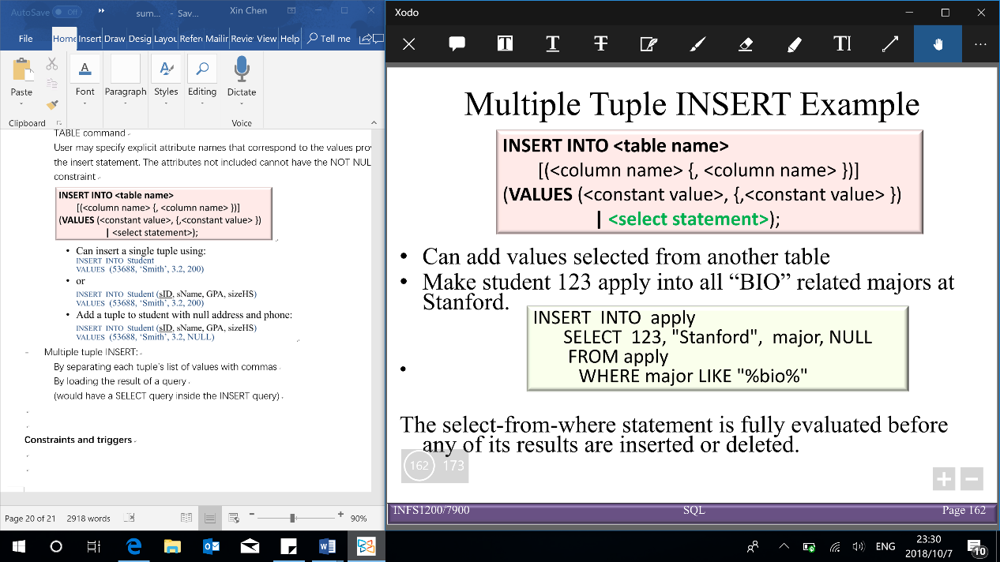 AutoSave Off sum... - Sav... Xin Chen
File Home Insert Draw Desig Layou Refen Mailir Revie View Help Tell me
Paste Font Paragraph Styles Editing Dictate
Clipboard Voice
TABLE command
User may specify explicit attribute names that correspond to the values prov
the insert statement. The attributes not included cannot have the NOT NUL
constraint
INSERT INTO <table name>
[(<column name> {, <column name> })]
(VALUES (<constant value>, {,<constant value> })
| <select statement>);
• Can insert a single tuple using:
INSERT INTO Student
VALUES (53688, ‘Smith’, 3.2, 200)
• or
INSERT INTO Student (sID, sName, GPA, sizeHS)
VALUES (53688, ‘Smith’, 3.2, 200)
• Add a tuple to student with null address and phone:
INSERT INTO Student (sID, sName, GPA, sizeHS)
VALUES (53688, ‘Smith’, 3.2, NULL)
- Multiple tuple INSERT:
By separating each tuple's list of values with commas
By loading the result of a query
(would have a SELECT query inside the INSERT query)
Constraints and triggers
Page 20 of 21 2918 words 90%
Xodo
Multiple Tuple INSERT Example
INSERT INTO <table name>
[(<column name> {, <column name> })]
(VALUES (<constant value>, {,<constant value> })
| <select statement>);
• Can add values selected from another table
• Make student 123 apply into all “BIO” related majors at
Stanford.
INSERT INTO apply
SELECT 123, "Stanford", major, NULL
FROM apply
WHERE major LIKE "%bio%"
•
The select-from-where statement is fully evaluated before
any of its results are inserted or deleted.
162 173
INFS1200/7900 SQL Page 162
ENG 23:30
2018/10/7 10